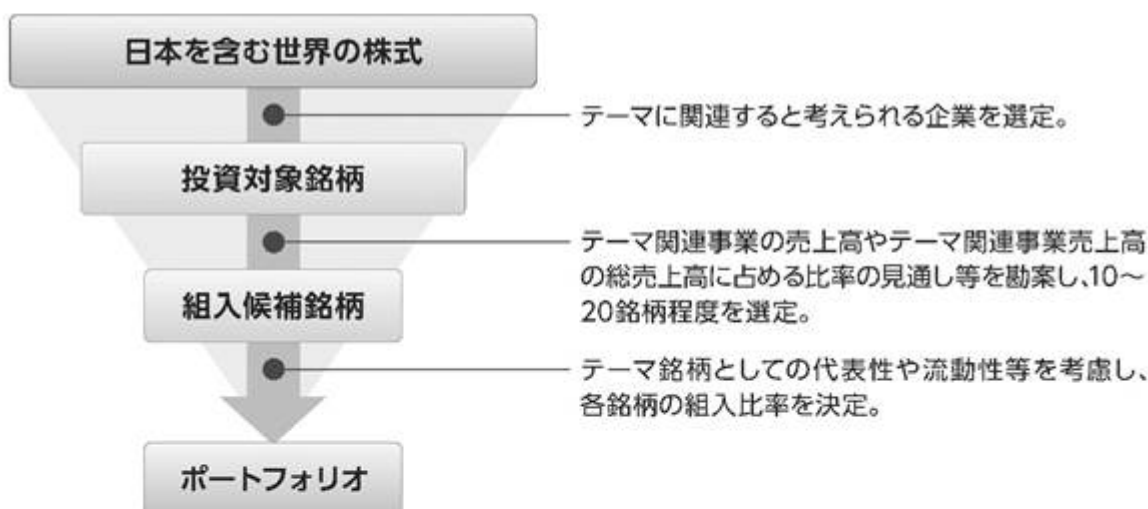 日本を含む世界の株式
テーマに関連すると考えられる企業を選定。
投資対象銘柄
テーマ関連事業の売上高やテーマ関連事業売上高
の総売上高に占める比率の見通し等を勘案し、10～
20銘柄程度を選定。
組入候補銘柄
テーマ銘柄としての代表性や流動性等を考慮し、
各銘柄の組入比率を決定。
ポートフォリオ